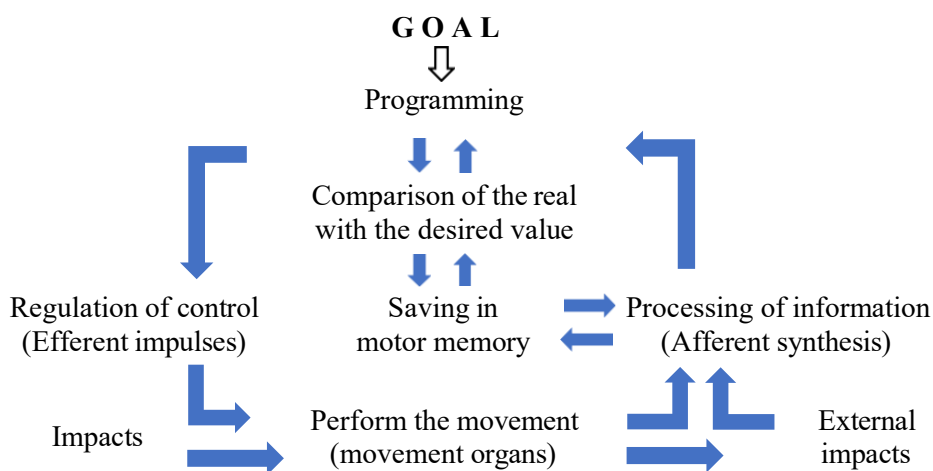 G O A L
Programming
Comparison of the real
with the desired value
Regulation of control
(Efferent impulses)
Saving in
motor memory
Processing of information
(Afferent synthesis)
Impacts
Perform the movement
(movement organs)
External
impacts